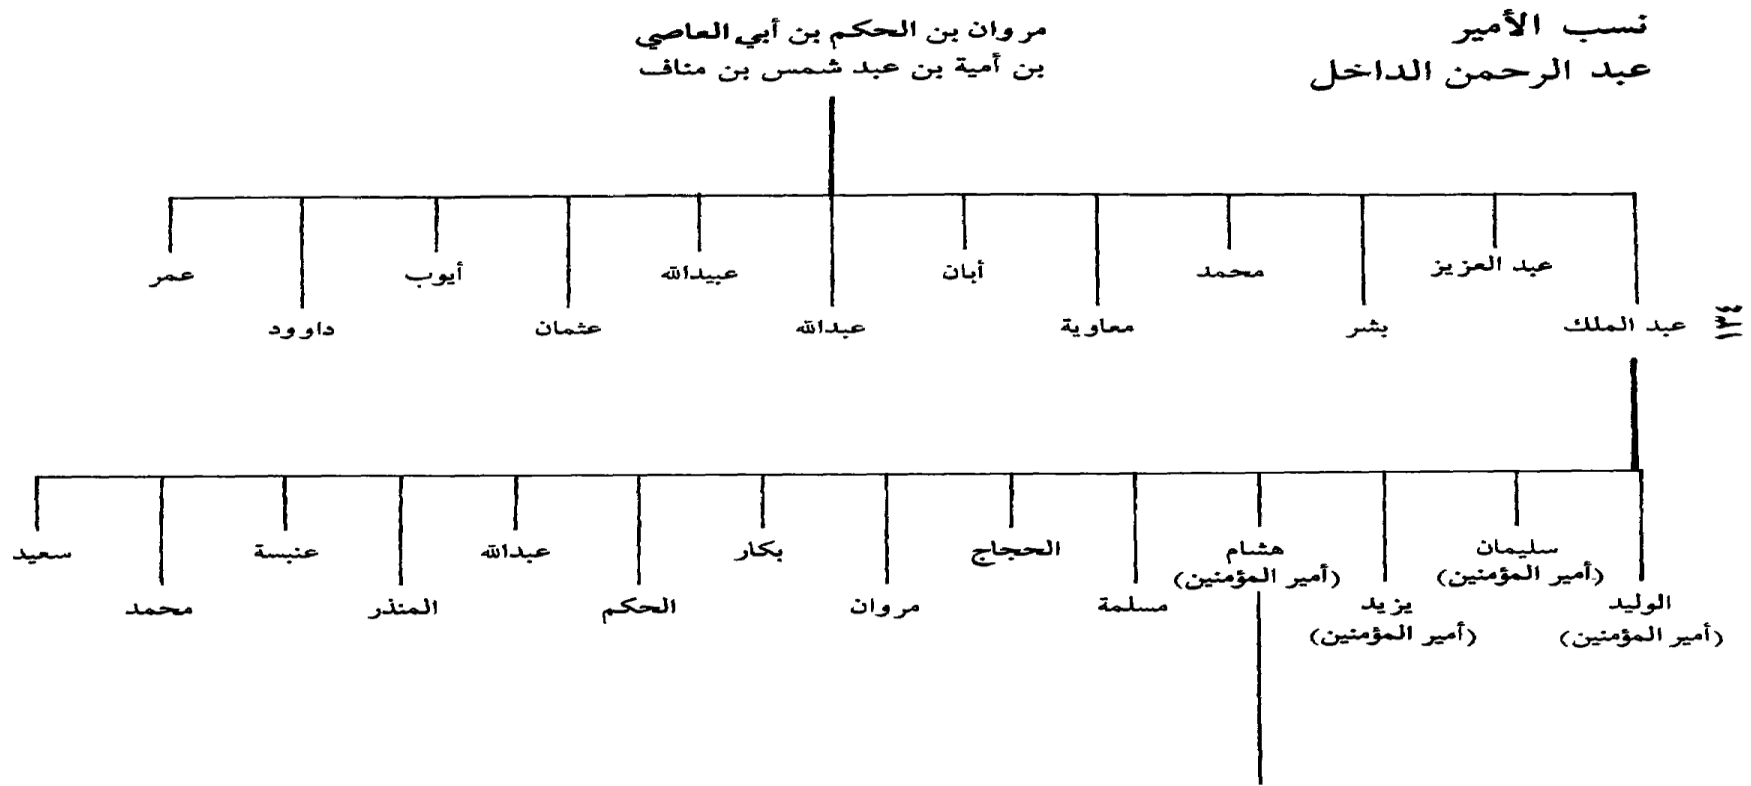 نسب الأمير
عبد الرحمن الداخل
مروان بن الحكم بن أبي العاصي
بن أمية بن عبد شمس بن مناف
عبد العزيز
محمد
أبان
عبيدالله
أيوب
عمر
عبد الملك
بشر
معاوية
عبدالله
عثمان
داوود
١٣٤
سليمان
(أمير المؤمنين)
هشام
(أمير المؤمنين)
الحجاج
بكار
عبدالله
عنبسة
سعيد
الوليد
(أمير المؤمنين)
يزيد
(أمير المؤمنين)
مسلمة
مروان
الحكم
المنذر
محمد